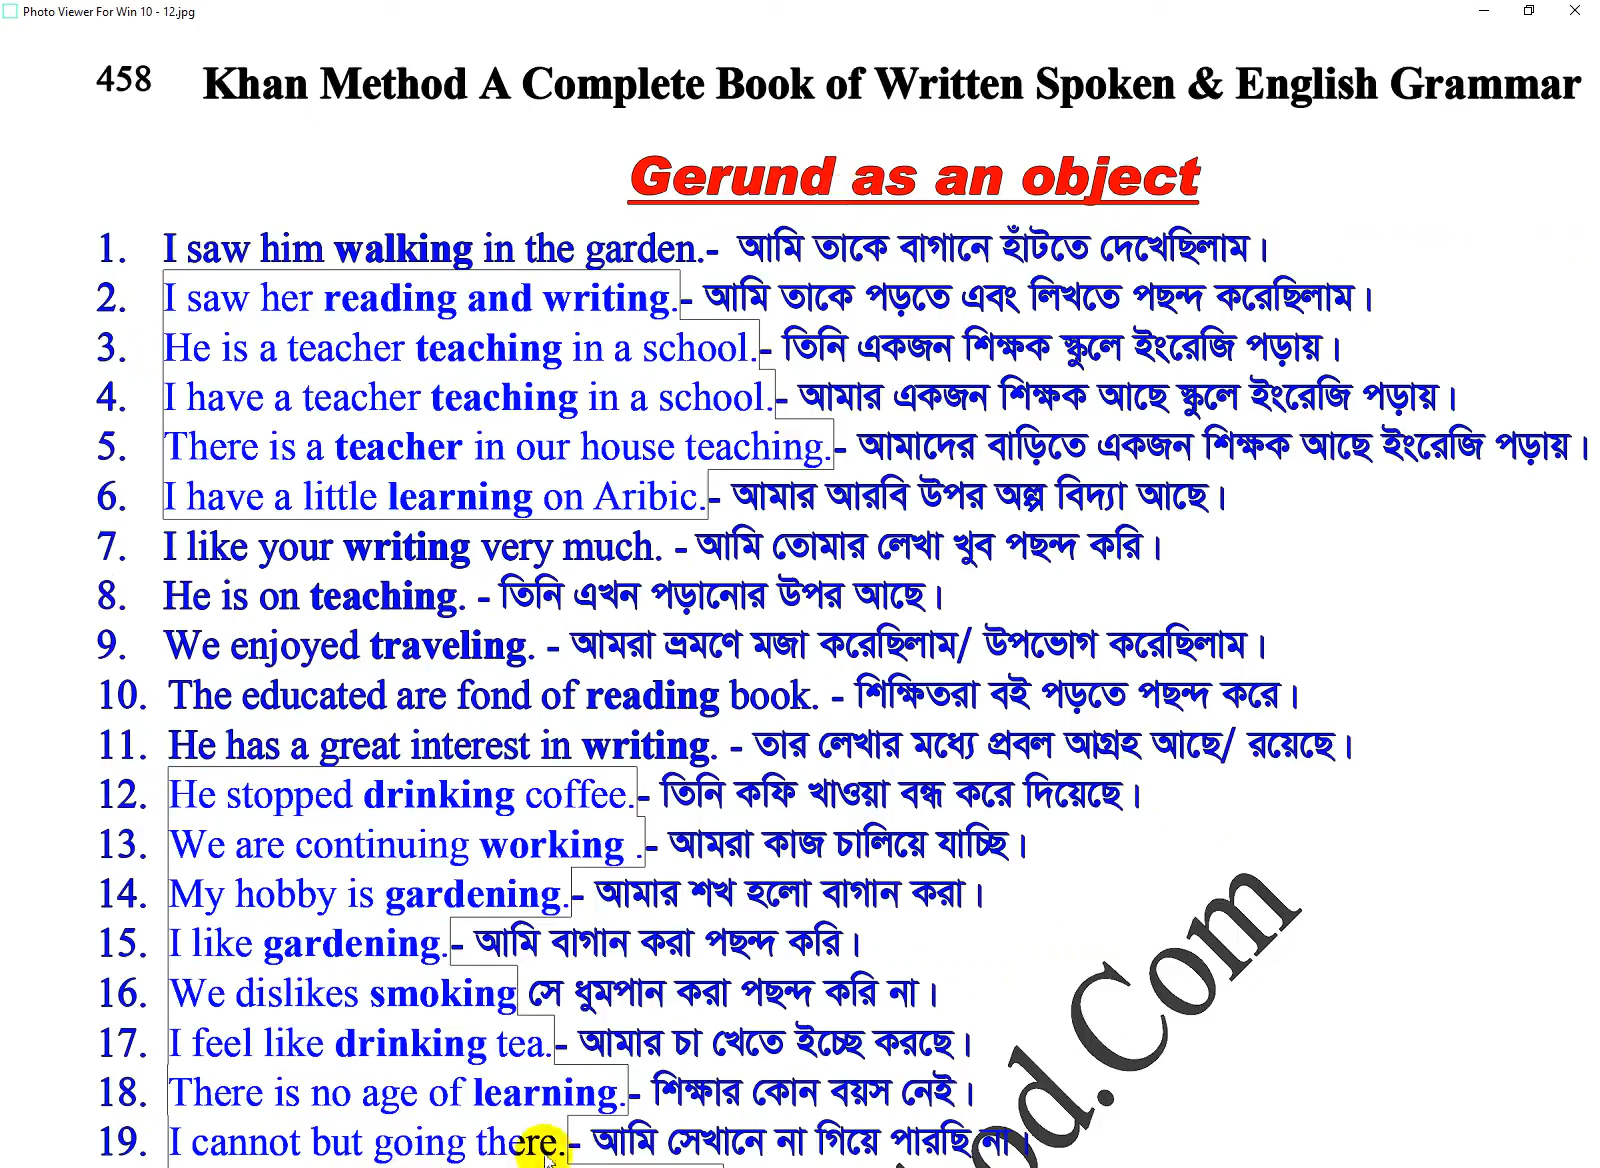 Photo Viewer For Win 10 - 12.jpg
458 Khan Method A Complete Book of Written Spoken & English Grammar
Gerund as an object
1. I saw him walking in the garden.- আমি তাকে বাগানে হাঁটতে দেখেছিলাম।
2. I saw her reading and writing.- আমি তাকে পড়তে এবং লিখতে পছন্দ করেছিলাম।
3. He is a teacher teaching in a school.- তিনি একজন শিক্ষক স্কুলে ইংরেজি পড়ায়।
4. I have a teacher teaching in a school.- আমার একজন শিক্ষক আছে স্কুলে ইংরেজি পড়ায়।
5. There is a teacher in our house teaching.- আমাদের বাড়িতে একজন শিক্ষক আছে ইংরেজি পড়ায়।
6. I have a little learning on Aribic.- আমার আরবি উপর অল্প বিদ্যা আছে।
7. I like your writing very much. - আমি তোমার লেখা খুব পছন্দ করি।
8. He is on teaching. - তিনি এখন পড়ানোর উপর আছে।
9. We enjoyed traveling. - আমরা ভ্রমণে মজা করেছিলাম/ উপভোগ করেছিলাম।
10. The educated are fond of reading book. - শিক্ষিতরা বই পড়তে পছন্দ করে।
11. He has a great interest in writing. - তার লেখার মধ্যে প্রবল আগ্রহ আছে/ রয়েছে।
12. He stopped drinking coffee.- তিনি কফি খাওয়া বন্ধ করে দিয়েছে।
13. We are continuing working .- আমরা কাজ চালিয়ে যাচ্ছি।
14. My hobby is gardening.- আমার শখ হলো বাগান করা।
15. I like gardening.- আমি বাগান করা পছন্দ করি।
16. We dislikes smoking সে ধুমপান করা পছন্দ করি না।
17. I feel like drinking tea.- আমার চা খেতে ইচ্ছে করছে।
18. There is no age of learning.- শিক্ষার কোন বয়স নেই।
19. I cannot but going there.- আমি সেখানে না গিয়ে পারছি না।
od.Com